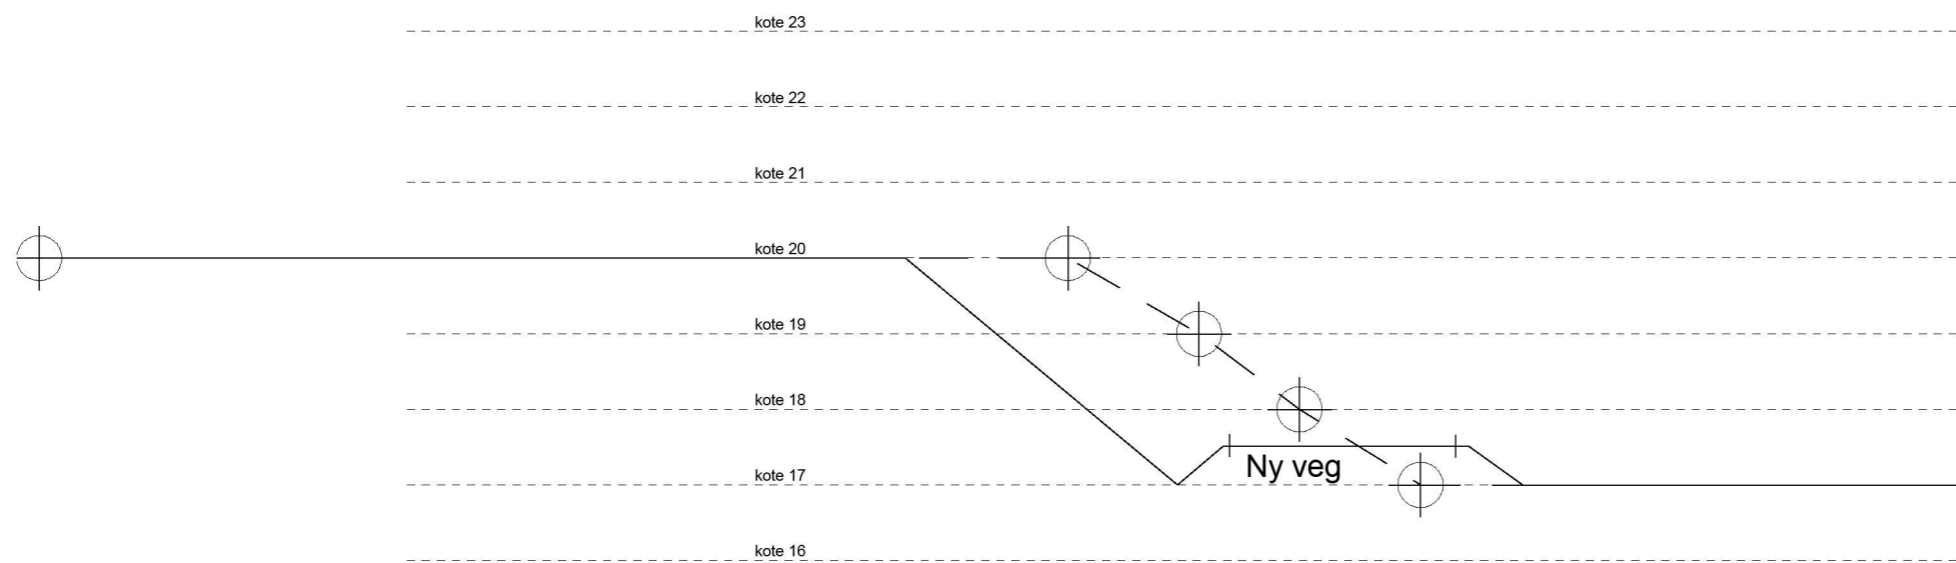 kote 23
kote 22
kote 21
kote 20
kote 19
kote 18
Ny veg
kote 17
kote 16